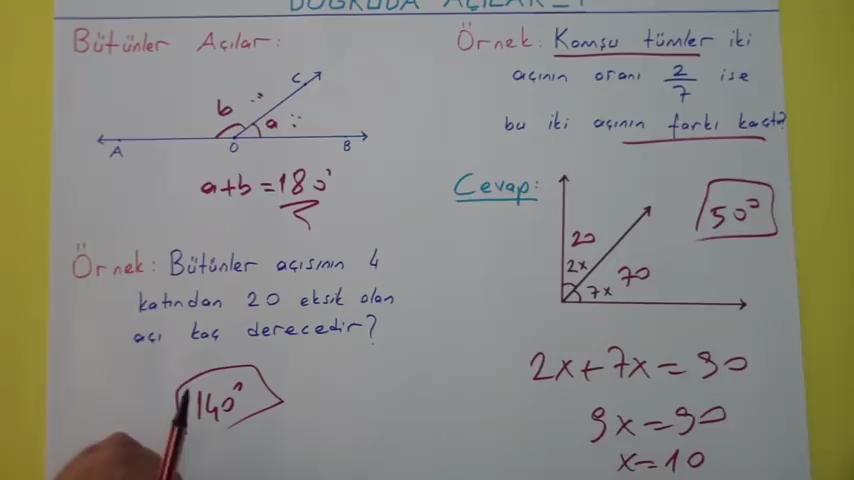 DOĞRUDA AÇILAR_1
Bütünler Açılar:
C
b
a
A
O
B
a+b=180°
Örnek: Bütünler açısının 4
katından 20 eksik olan
açı kaç derecedir?
140°
Örnek: Komşu tümler iki
açının oranı 2/7 ise
bu iki açının farkı kaçtır?
Cevap:
50°
20
2x
70
7x
2x+7x=90
9x=90
x=10